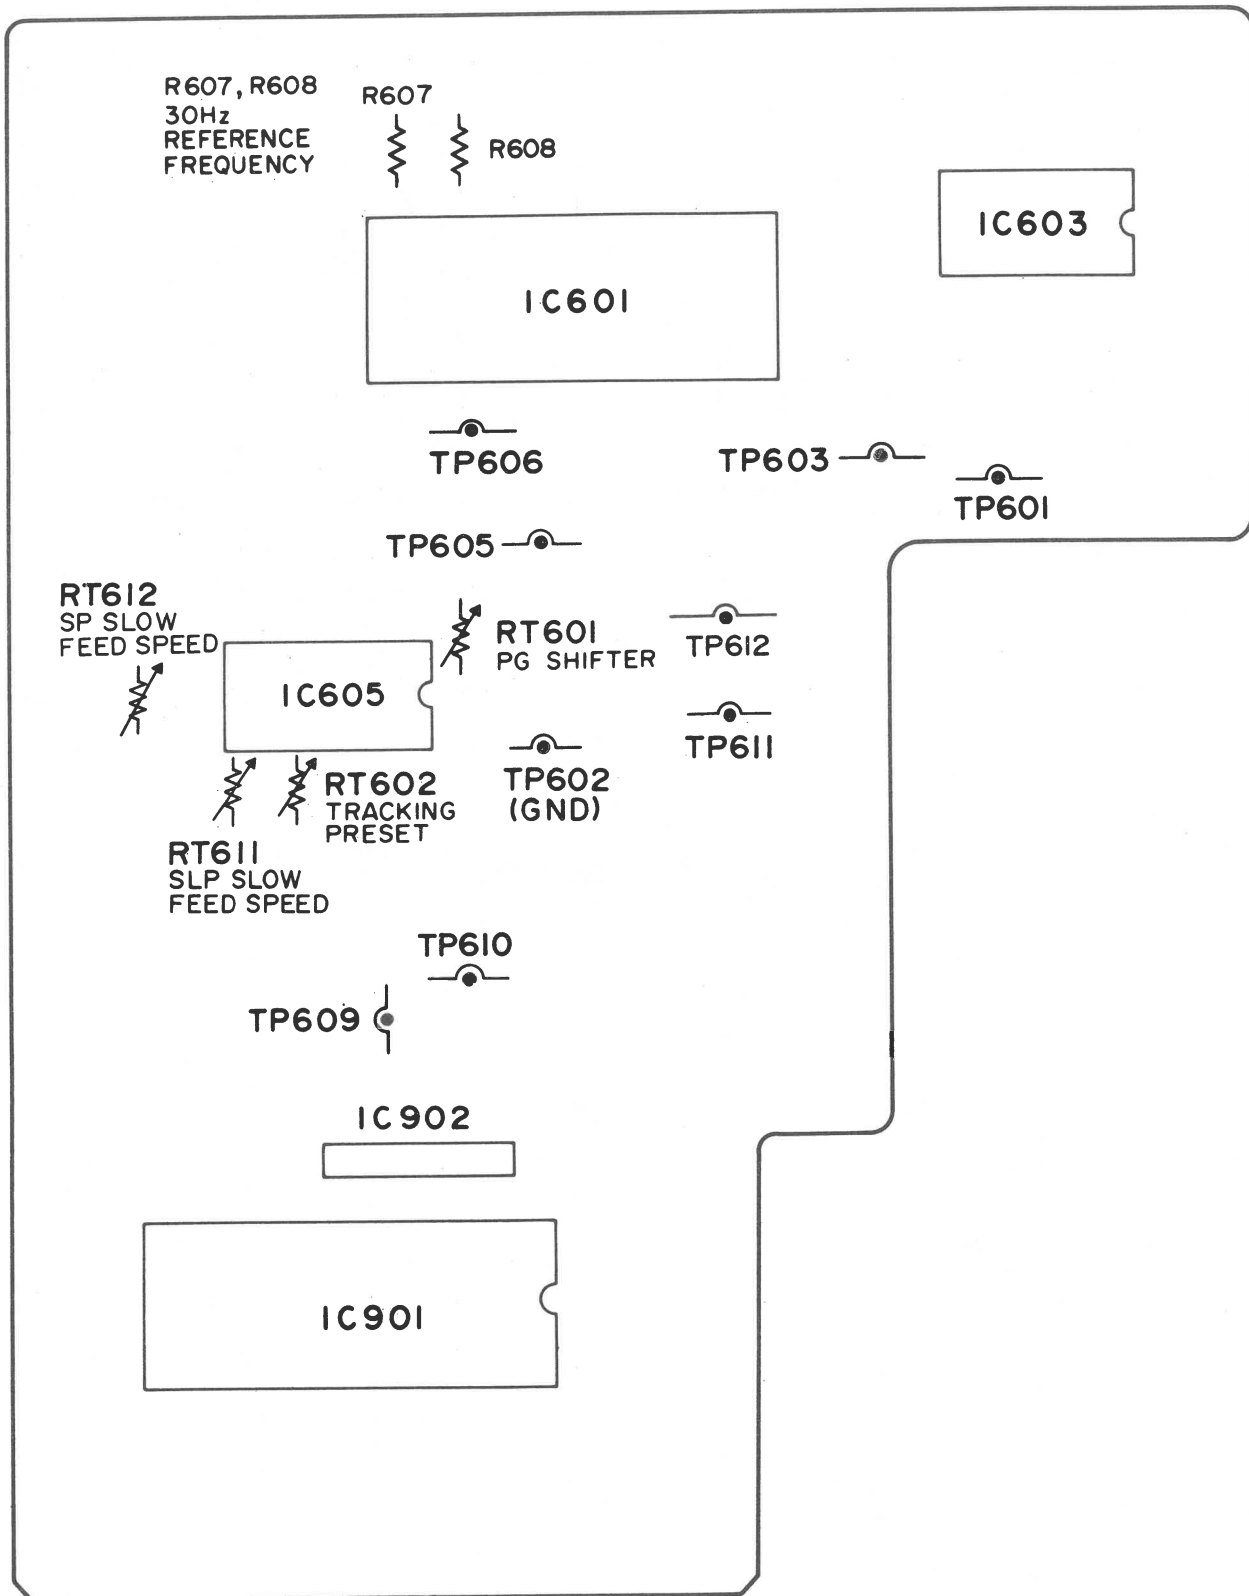 R607, R608
30Hz
REFERENCE
FREQUENCY
R607
R608
IC603
IC601
TP606
TP603
TP601
TP605
RT612
SP SLOW
FEED SPEED
RT601
PG SHIFTER
TP612
IC605
TP611
RT602
TRACKING
PRESET
TP602
(GND)
RT611
SLP SLOW
FEED SPEED
TP610
TP609
IC902
IC901